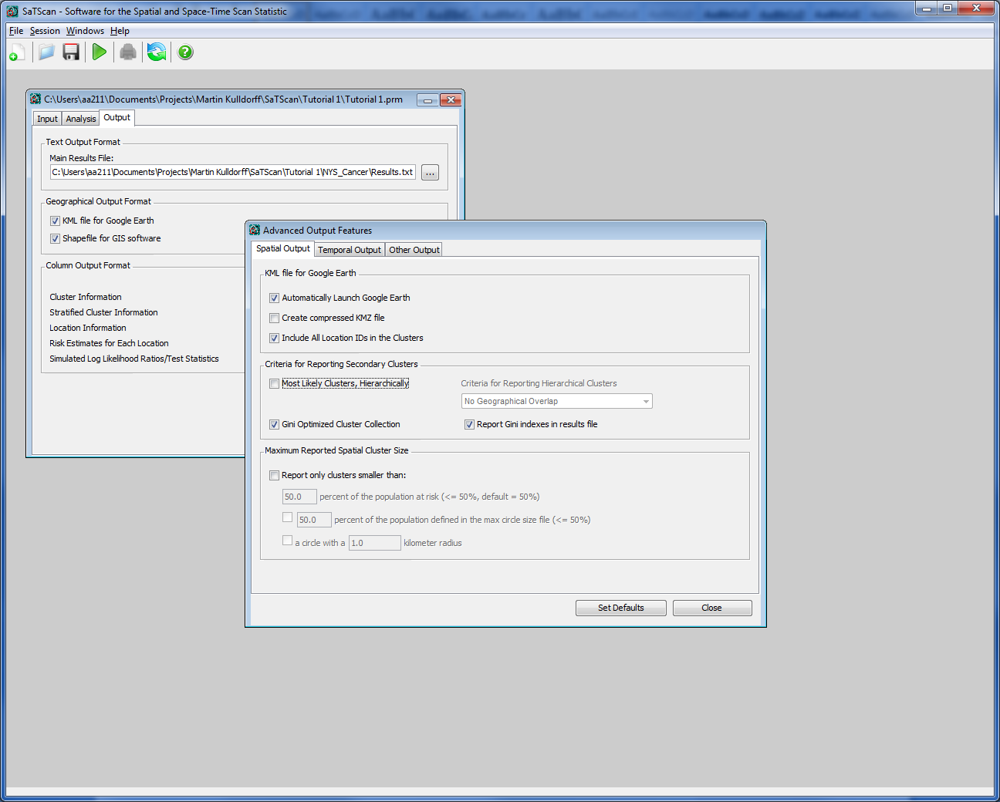 SaTScan - Software for the Spatial and Space-Time Scan Statistic
File Session Windows Help
C:\Users\aa211\Documents\Projects\Martin Kulldorff\SaTScan\Tutorial 1\Tutorial 1.prm
Input Analysis Output
Text Output Format
Main Results File:
C:\Users\aa211\Documents\Projects\Martin Kulldorff\SaTScan\Tutorial 1\NYS_Cancer\Results.txt ...
Geographical Output Format
KML file for Google Earth
Shapefile for GIS software
Column Output Format
Cluster Information
Stratified Cluster Information
Location Information
Risk Estimates for Each Location
Simulated Log Likelihood Ratios/Test Statistics
Advanced Output Features
Spatial Output Temporal Output Other Output
KML file for Google Earth
Automatically Launch Google Earth
Create compressed KMZ file
Include All Location IDs in the Clusters
Criteria for Reporting Secondary Clusters
Most Likely Clusters, Hierarchically Criteria for Reporting Hierarchical Clusters
No Geographical Overlap
Gini Optimized Cluster Collection Report Gini indexes in results file
Maximum Reported Spatial Cluster Size
Report only clusters smaller than:
50.0 percent of the population at risk (<= 50%, default = 50%)
50.0 percent of the population defined in the max circle size file (<= 50%)
a circle with a 1.0 kilometer radius
Set Defaults Close